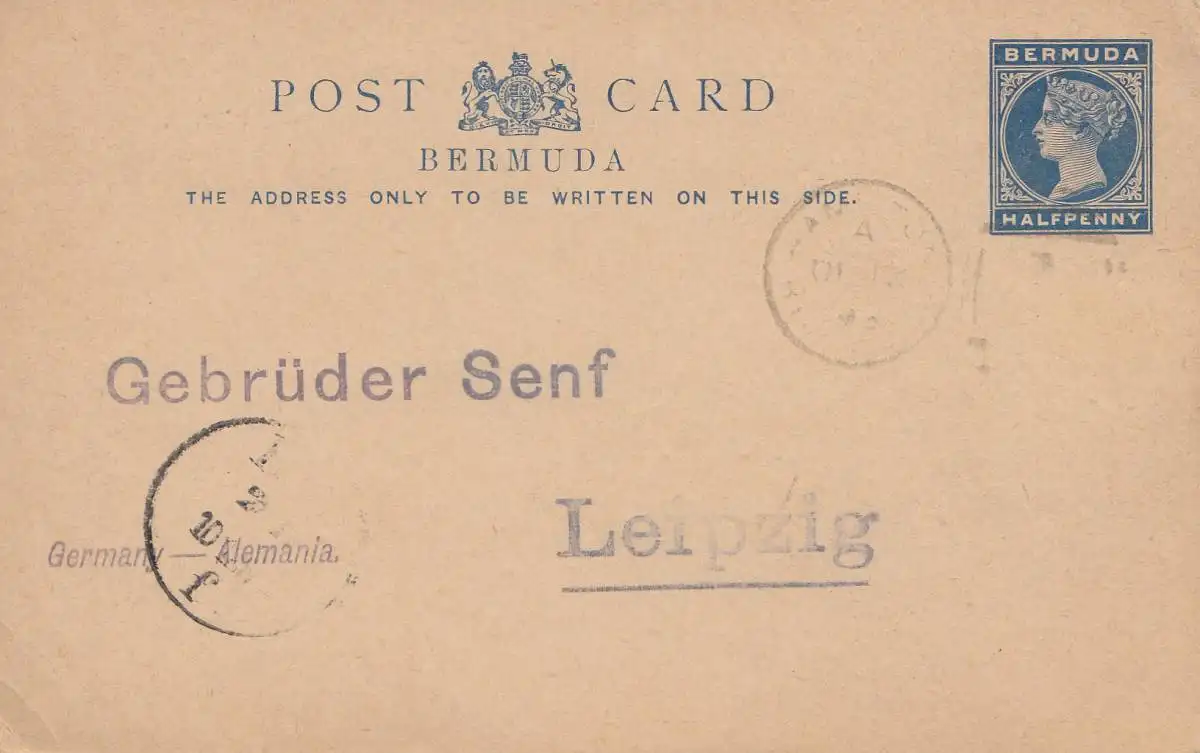 POST CARD
BERMUDA
THE ADDRESS ONLY TO BE WRITTEN ON THIS SIDE.
BERMUDA
HALFPENNY
A
Gebrüder Senf
Leipzig
Germany — Alemania.